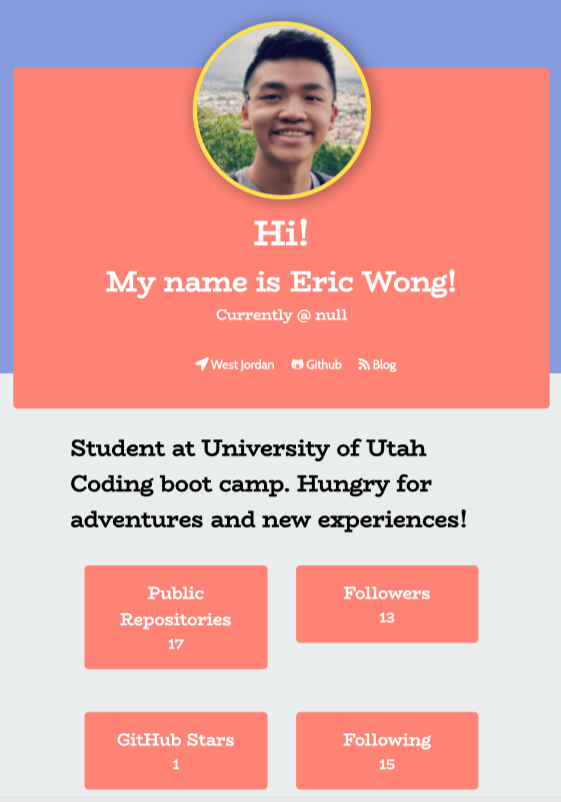 Hi!
My name is Eric Wong!
Currently @ null
West Jordan Github Blog
Student at University of Utah
Coding boot camp. Hungry for
adventures and new experiences!
Public
Repositories
17
Followers
13
GitHub Stars
1
Following
15